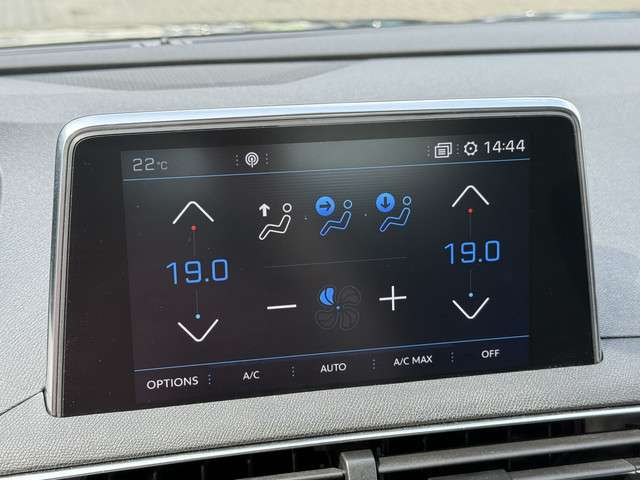 22°C 14:44
19.0 19.0
OPTIONS A/C AUTO A/C MAX OFF